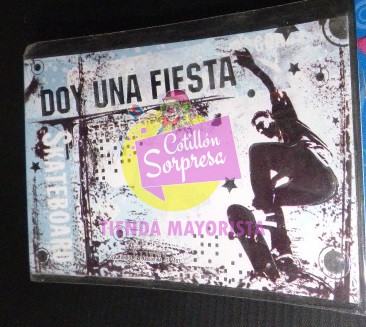 DOY UNA FIESTA
SKATEBOARD
Cotillón
Sorpresa
TIENDA MAYORISTA